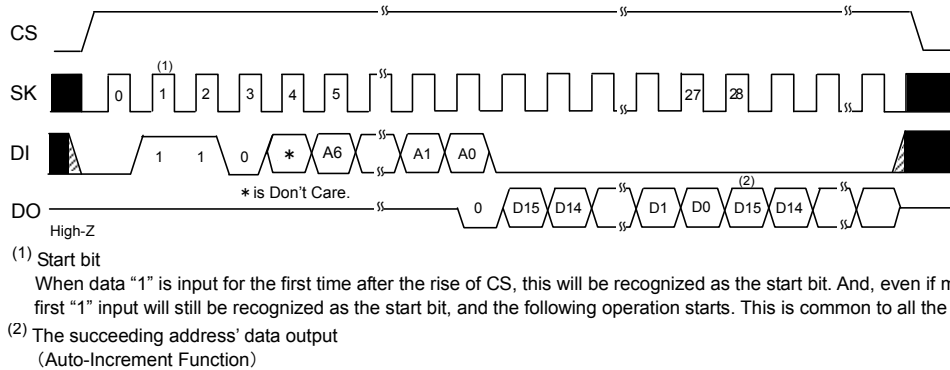 CS
(1)
SK 0 1 2 3 4 5 27 28
DI 1 1 0 * A6 A1 A0
* is Don't Care.
(2)
DO 0 D15 D14 D1 D0 D15 D14
High-Z
(1) Start bit
When data “1” is input for the first time after the rise of CS, this will be recognized as the start bit. And, even if
first “1” input will still be recognized as the start bit, and the following operation starts. This is common to all the
(2) The succeeding address’ data output
(Auto-Increment Function)